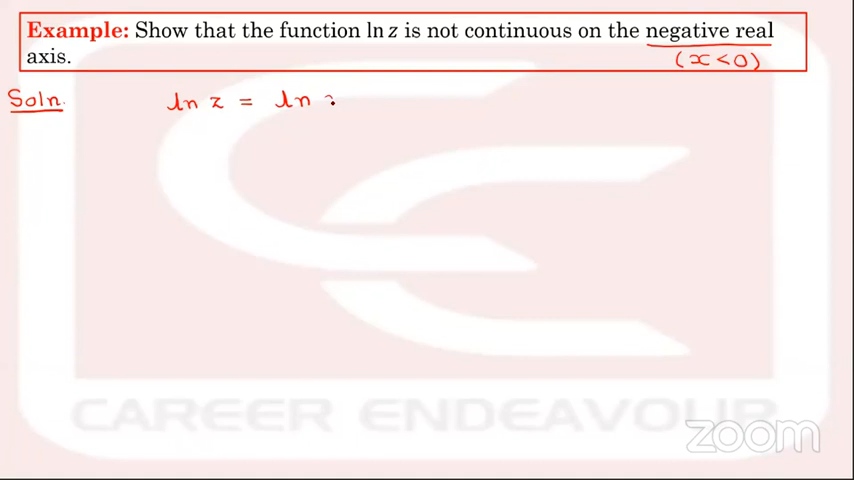 Example: Show that the function ln z is not continuous on the negative real
axis.
(x < 0)
Soln.
ln z = ln
CAREER ENDEAVOUR
zoom